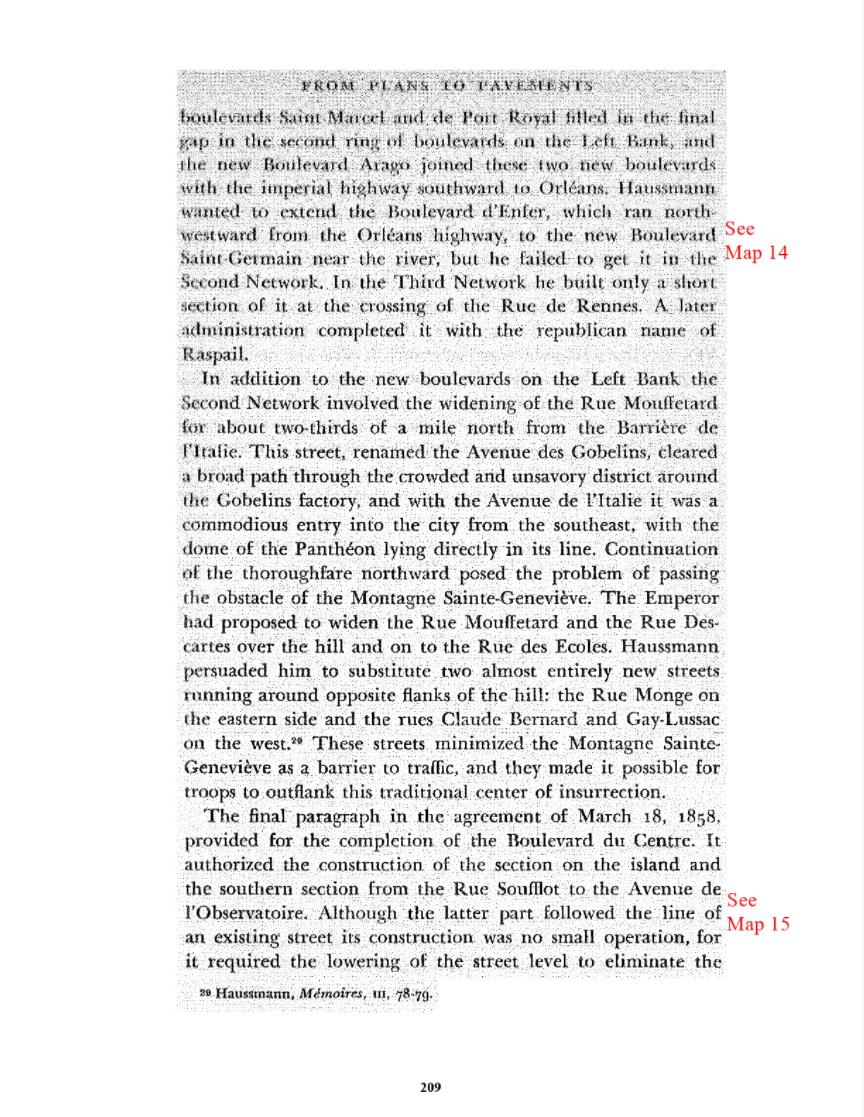 FROM PLANS TO PAVEMENTS
boulevards Saint-Marcel and de Port Royal filled in the final
gap in the second ring of boulevards on the Left Bank, and
the new Boulevard Arago joined these two new boulevards
with the imperial highway southward to Orléans. Haussmann
wanted to extend the Boulevard d'Enfer, which ran north-
westward from the Orléans highway, to the new Boulevard
See
Saint-Germain near the river, but he failed to get it in the
Map 14
Second Network. In the Third Network he built only a short
section of it at the crossing of the Rue de Rennes. A later
administration completed it with the republican name of
Raspail.
In addition to the new boulevards on the Left Bank the
Second Network involved the widening of the Rue Mouffetard
for about two-thirds of a mile north from the Barrière de
l'Italie. This street, renamed the Avenue des Gobelins, cleared
a broad path through the crowded and unsavory district around
the Gobelins factory, and with the Avenue de l'Italie it was a
commodious entry into the city from the southeast, with the
dome of the Panthéon lying directly in its line. Continuation
of the thoroughfare northward posed the problem of passing
the obstacle of the Montagne Sainte-Geneviève. The Emperor
had proposed to widen the Rue Mouffetard and the Rue Des-
cartes over the hill and on to the Rue des Ecoles. Haussmann
persuaded him to substitute two almost entirely new streets
running around opposite flanks of the hill: the Rue Monge on
the eastern side and the rues Claude Bernard and Gay-Lussac
on the west.²⁹ These streets minimized the Montagne Sainte-
Geneviève as a barrier to traffic, and they made it possible for
troops to outflank this traditional center of insurrection.
The final paragraph in the agreement of March 18, 1858,
provided for the completion of the Boulevard du Centre. It
authorized the construction of the section on the island and
the southern section from the Rue Soufflot to the Avenue de
See
l'Observatoire. Although the latter part followed the line of
Map 15
an existing street its construction was no small operation, for
it required the lowering of the street level to eliminate the
²⁹ Haussmann, Mémoires, III, 78-79.
209